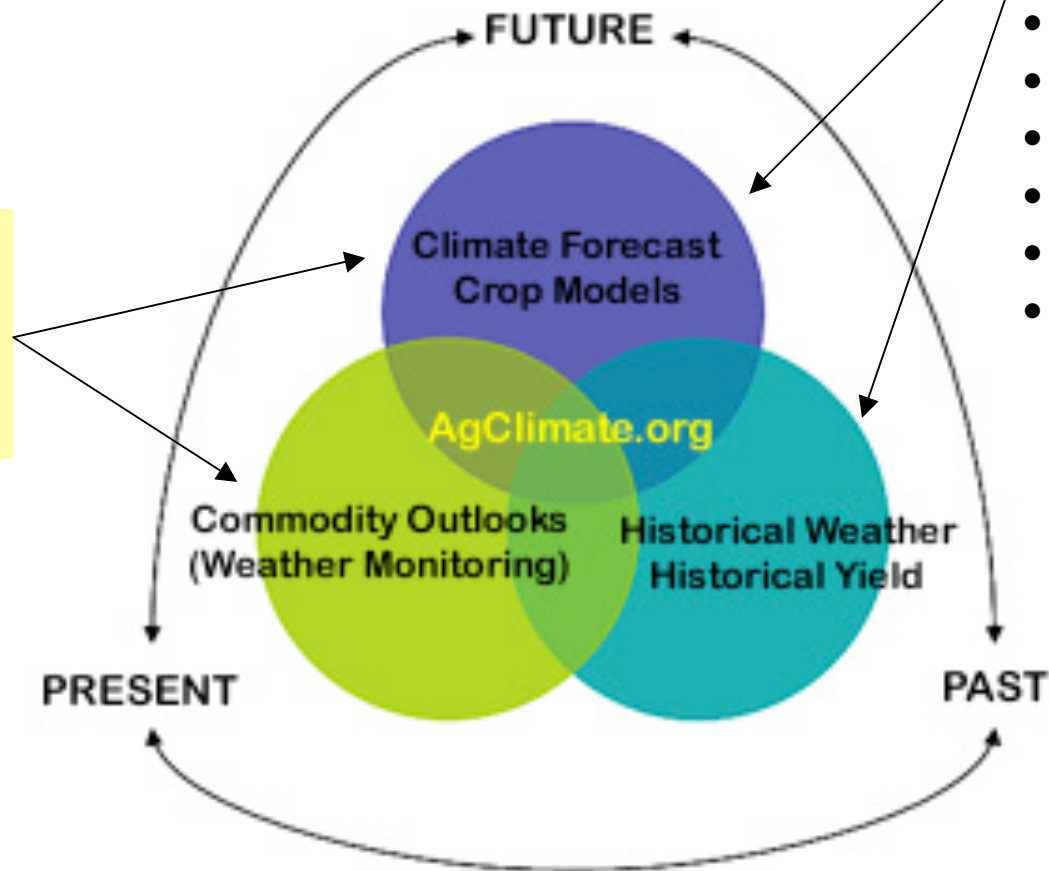 FUTURE
Climate Forecast
Crop Models
AgClimate.org
Commodity Outlooks
(Weather Monitoring)
Historical Weather
Historical Yield
PRESENT
PAST